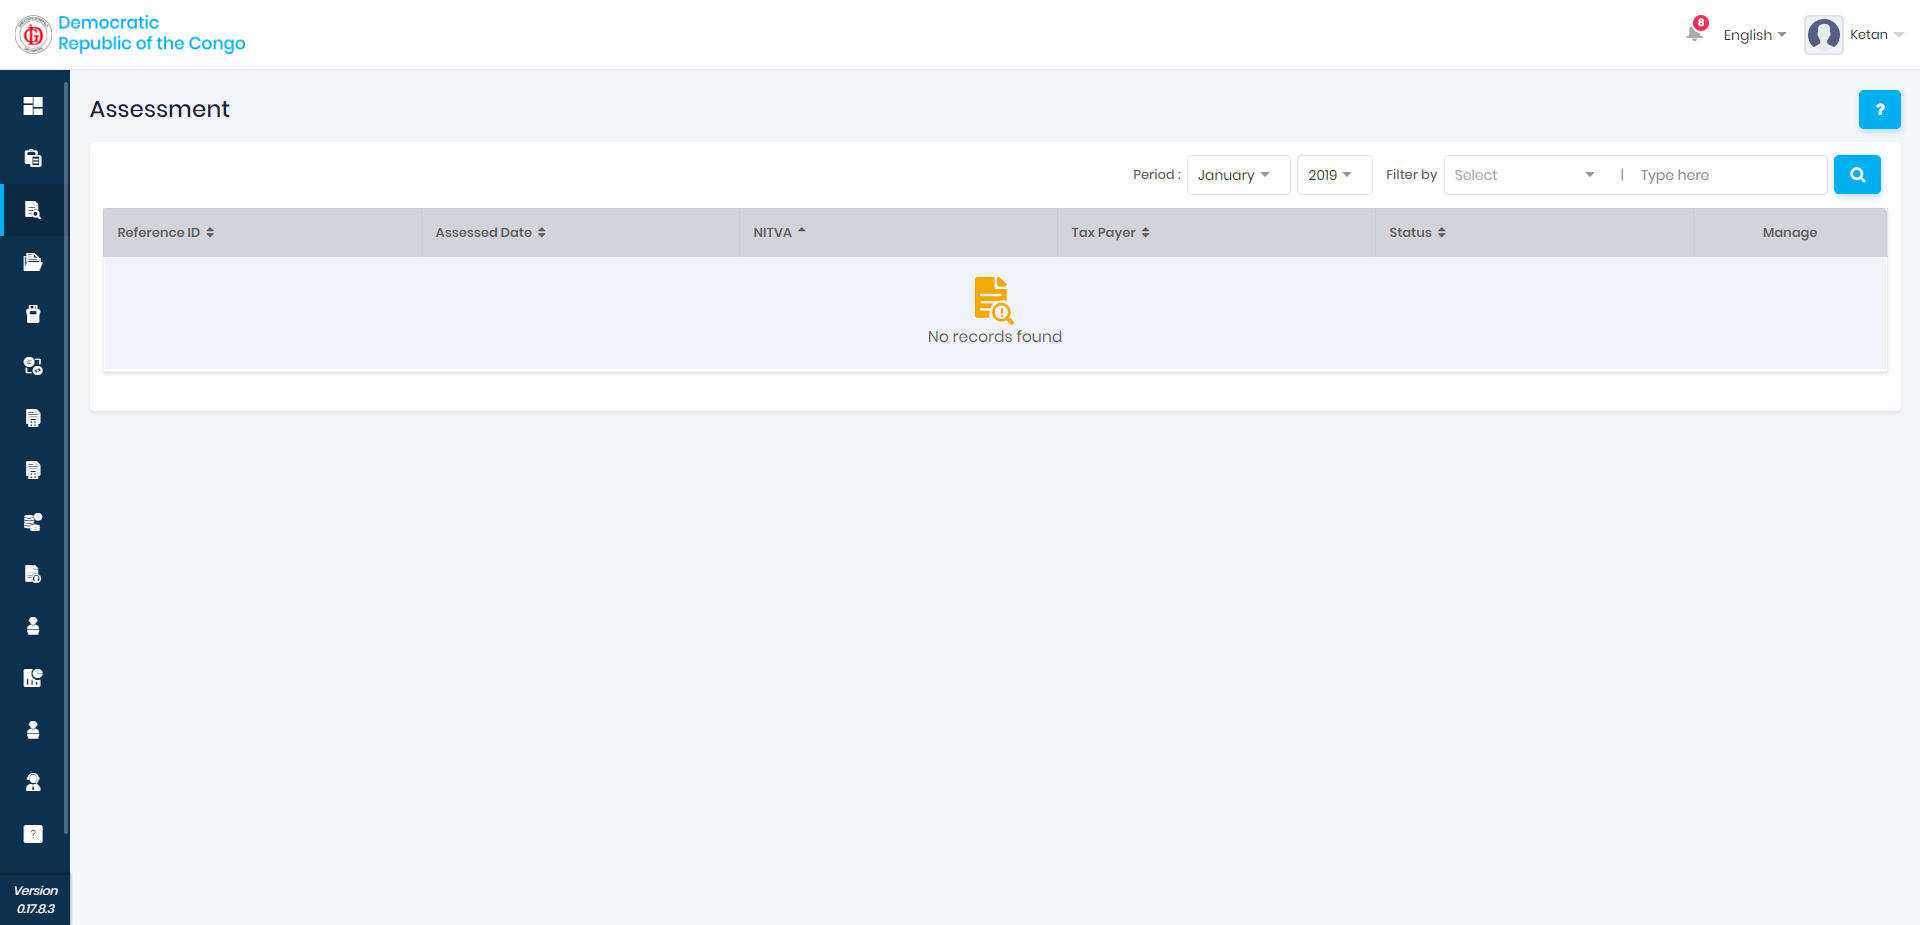 Democratic
Republic of the Congo
8
English
Ketan
Assessment
?
Period :
January
2019
Filter by
Select
|
Type here
Reference ID
Assessed Date
NITVA
Tax Payer
Status
Manage
No records found
?
Version
0.17.8.3